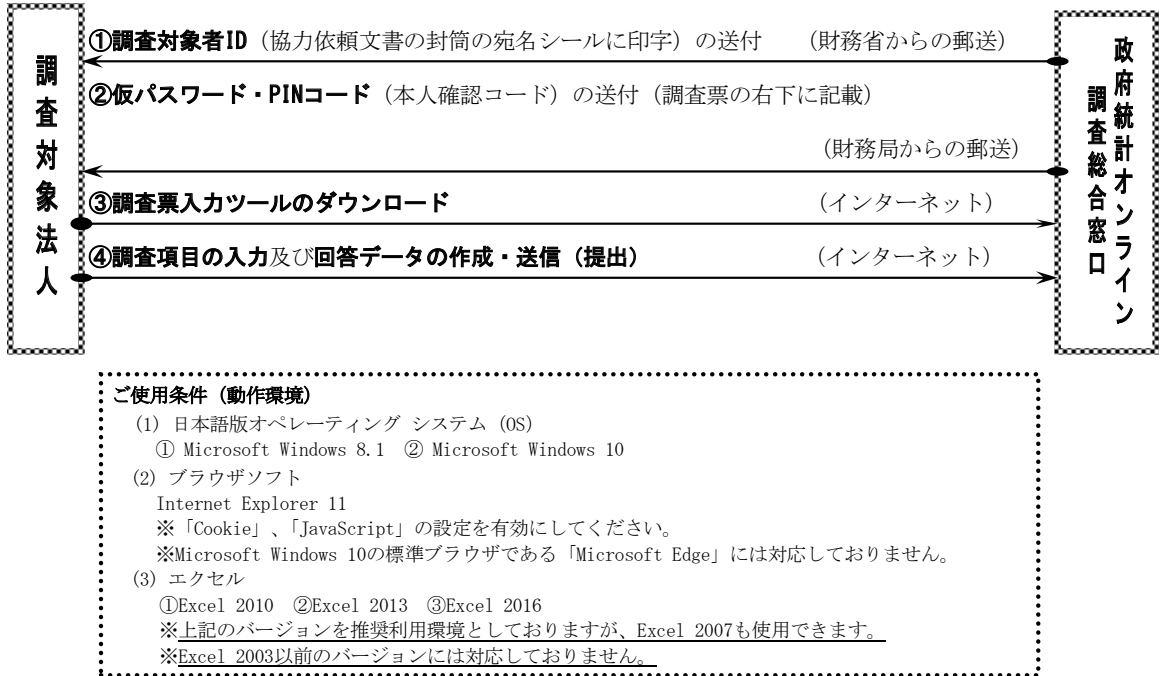 調査対象法人
①調査対象者ID（協力依頼文書の封筒の宛名シールに印字）の送付　（財務省からの郵送）
②仮パスワード・PINコード（本人確認コード）の送付（調査票の右下に記載）
（財務局からの郵送）
③調査票入力ツールのダウンロード　（インターネット）
④調査項目の入力及び回答データの作成・送信（提出）　（インターネット）
政府統計オンライン
調査総合窓口
ご使用条件（動作環境）
(1) 日本語版オペレーティング システム (OS)
① Microsoft Windows 8.1　② Microsoft Windows 10
(2) ブラウザソフト
Internet Explorer 11
※「Cookie」、「JavaScript」の設定を有効にしてください。
※Microsoft Windows 10の標準ブラウザである「Microsoft Edge」には対応しておりません。
(3) エクセル
①Excel 2010　②Excel 2013　③Excel 2016
※上記のバージョンを推奨利用環境としておりますが、Excel 2007も使用できます。
※Excel 2003以前のバージョンには対応しておりません。